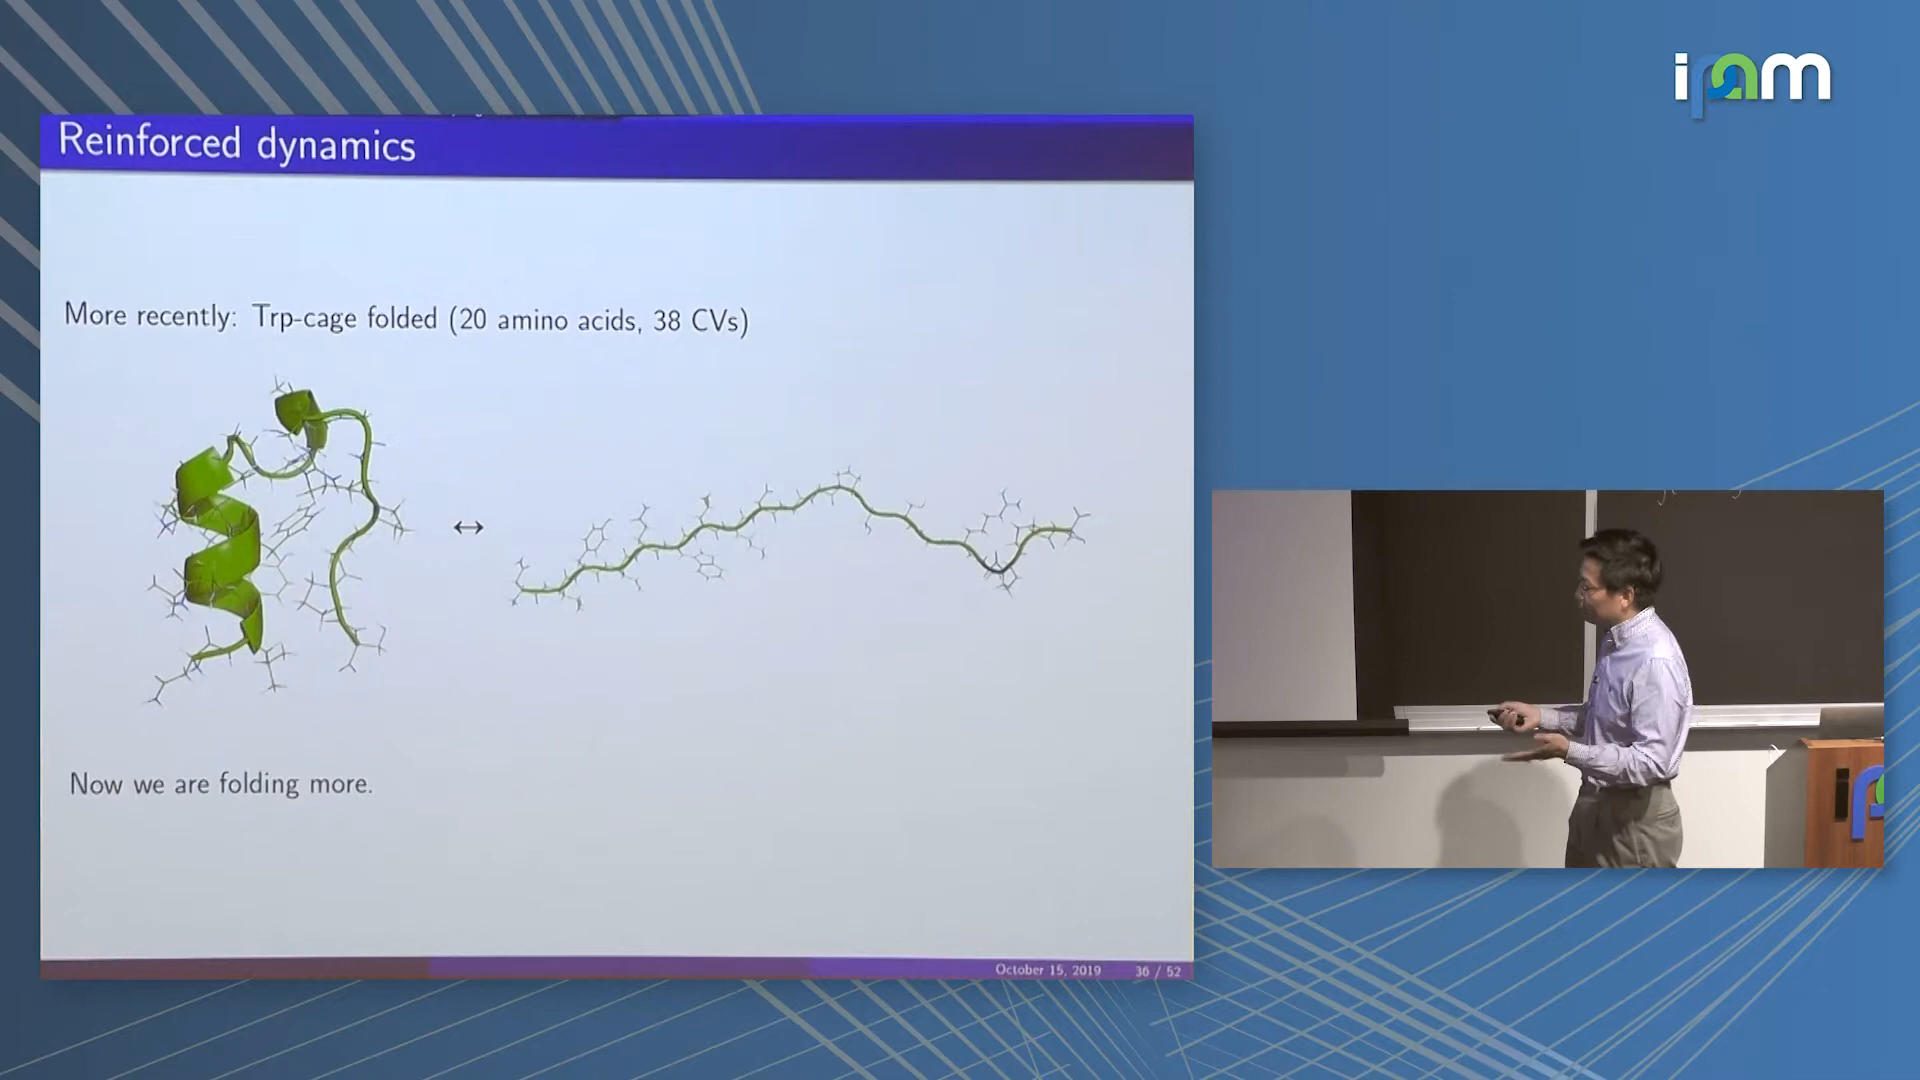 ipam
Reinforced dynamics
More recently: Trp-cage folded (20 amino acids, 38 CVs)
↔
Now we are folding more.
October 15, 2019 36 / 52